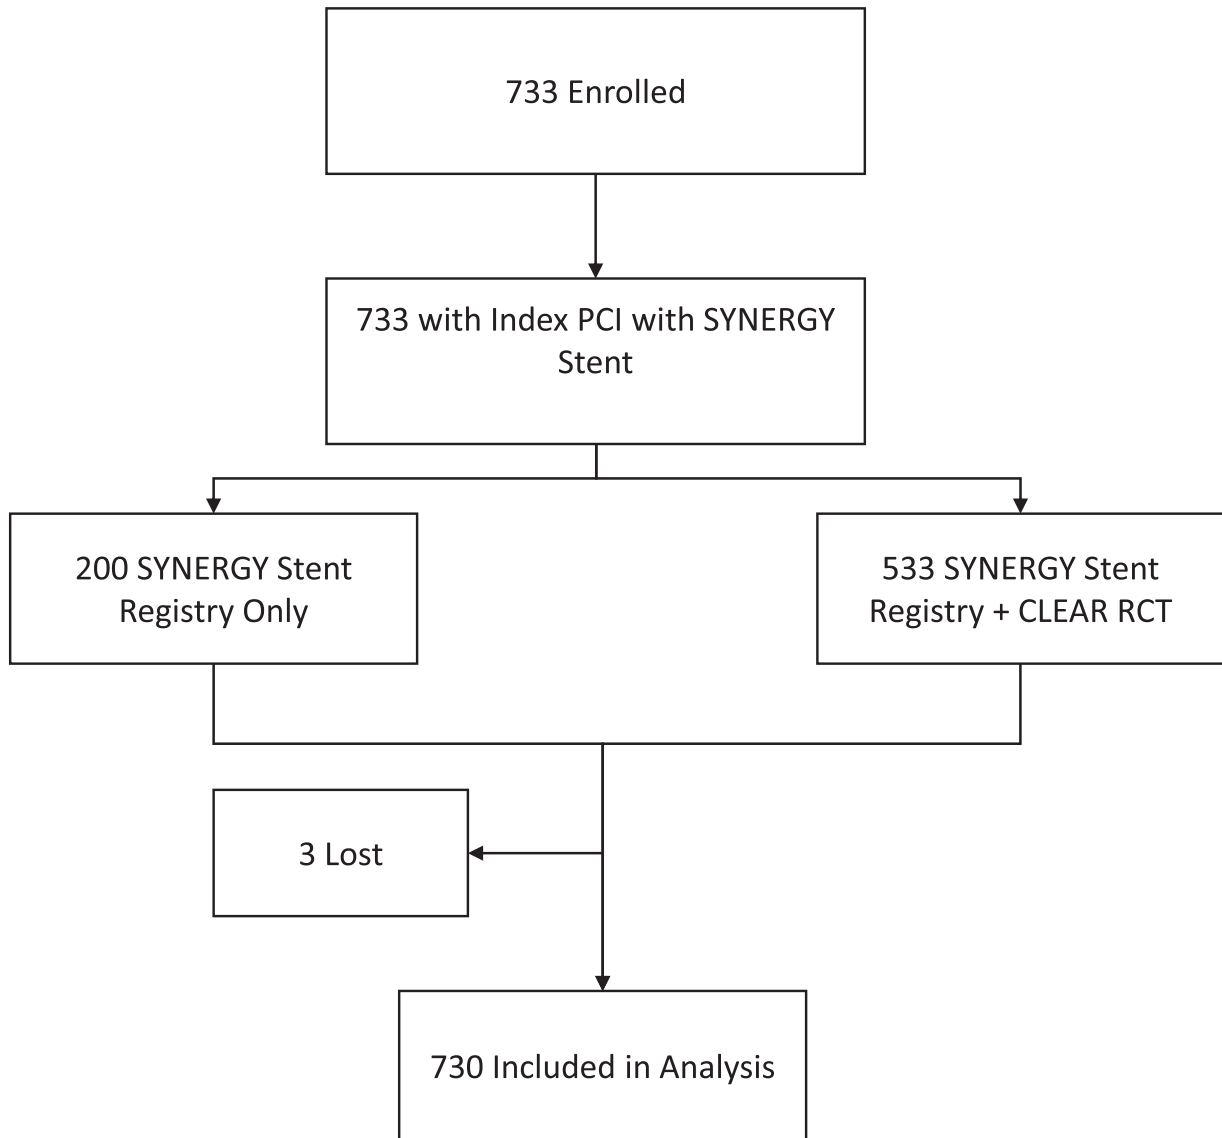 733 Enrolled
733 with Index PCI with SYNERGY
Stent
200 SYNERGY Stent
Registry Only
533 SYNERGY Stent
Registry + CLEAR RCT
3 Lost
730 Included in Analysis